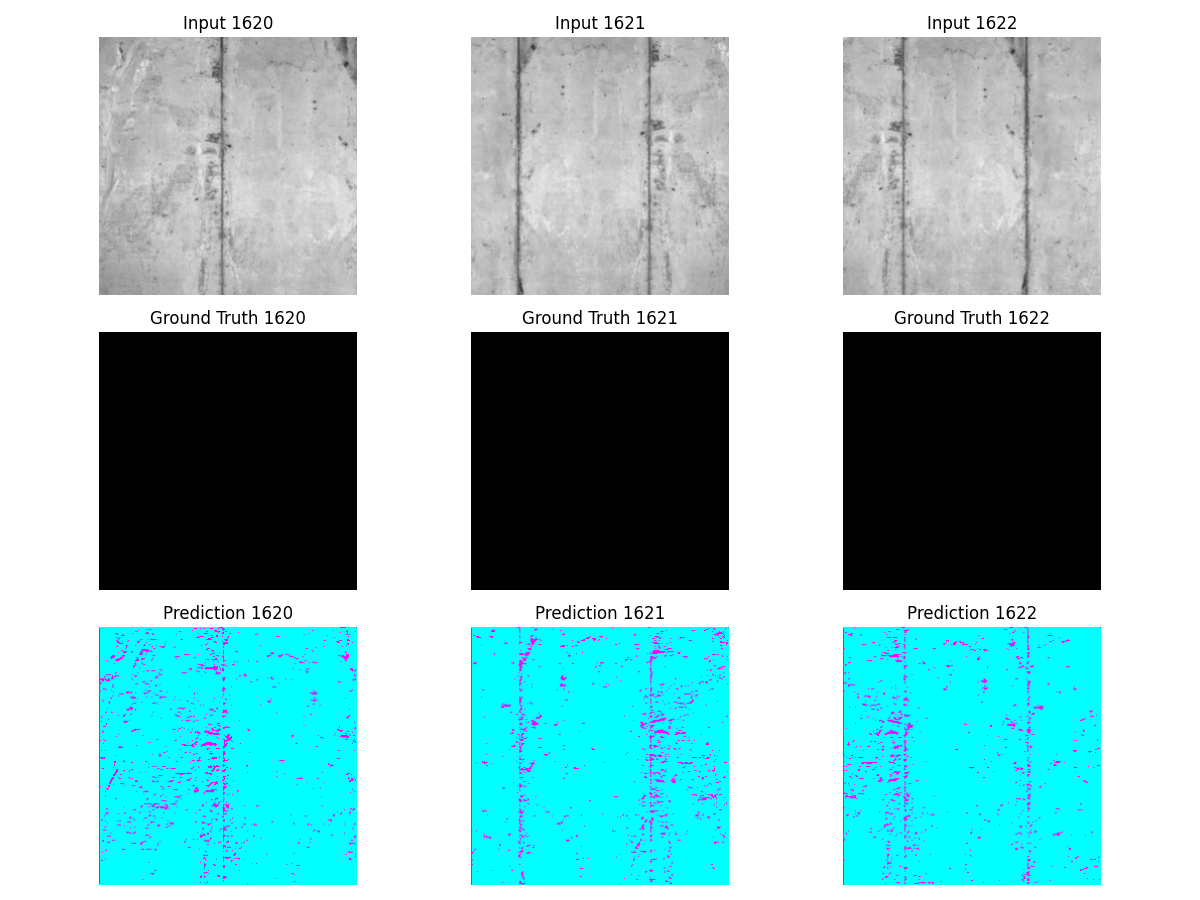 Input 1620
Input 1621
Input 1622
Ground Truth 1620
Ground Truth 1621
Ground Truth 1622
Prediction 1620
Prediction 1621
Prediction 1622